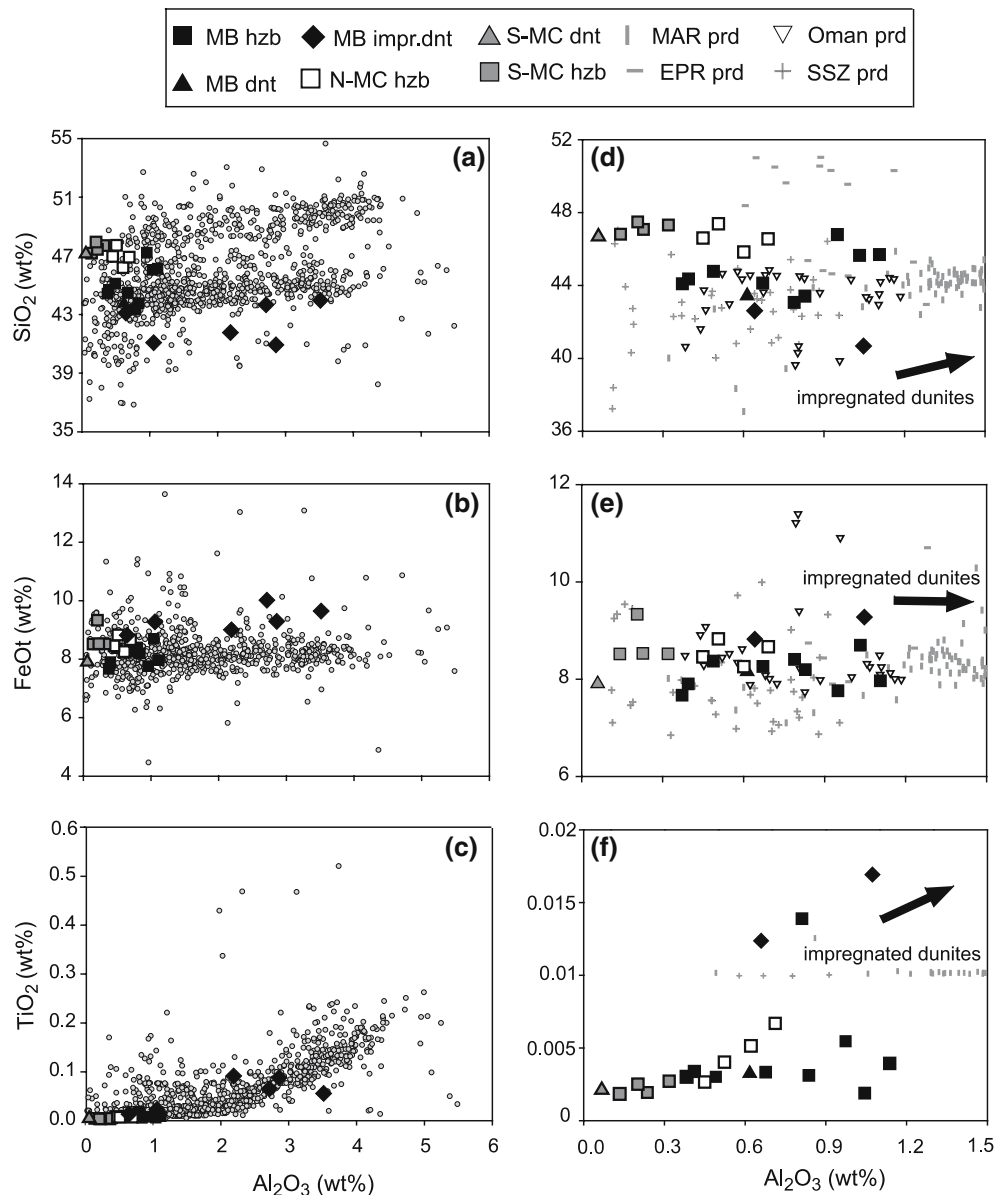 MB hzb MB impr.dnt S-MC dnt MAR prd Oman prd
MB dnt N-MC hzb S-MC hzb EPR prd SSZ prd
(a)
SiO2 (wt%)
55
51
47
43
39
35
(d)
52
48
44
40
36
impregnated dunites
(b)
FeOt (wt%)
14
12
10
8
6
4
(e)
12
10
8
6
impregnated dunites
(c)
TiO2 (wt%)
0.6
0.5
0.4
0.3
0.2
0.1
0.0
0 1 2 3 4 5 6
Al2O3 (wt%)
(f)
0.02
0.015
0.01
0.005
0
impregnated dunites
0.0 0.3 0.6 0.9 1.2 1.5
Al2O3 (wt%)